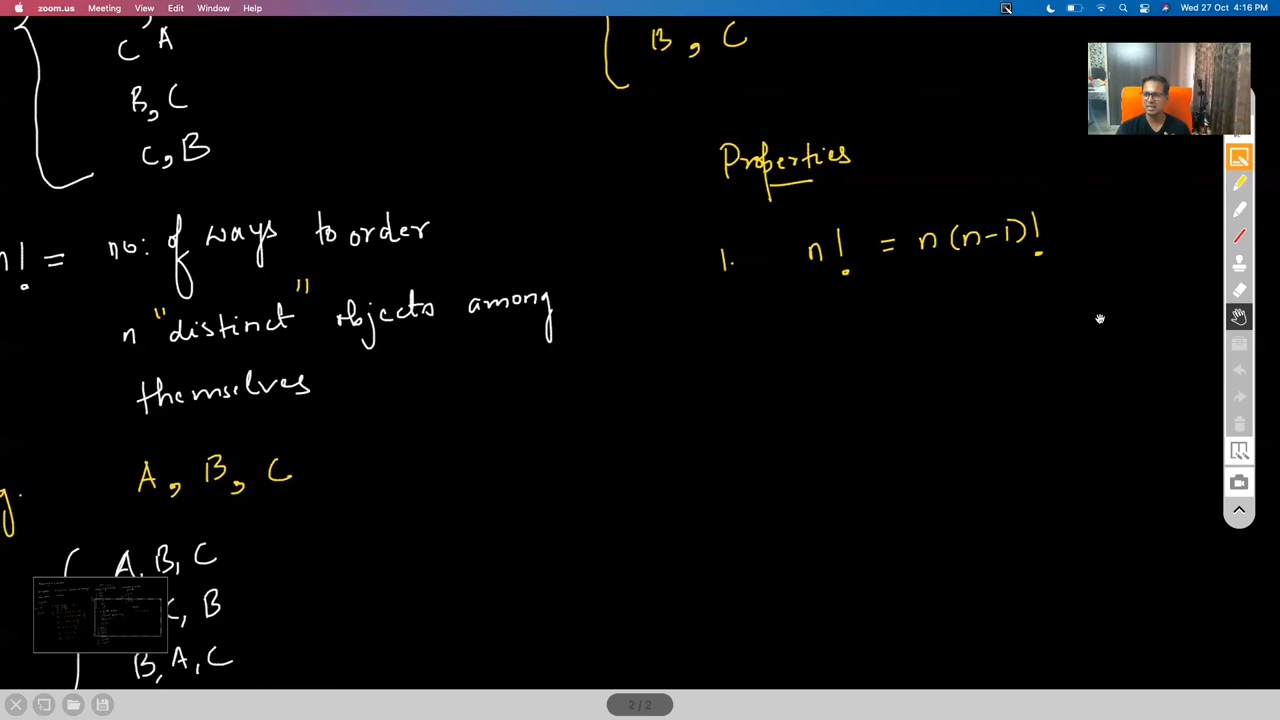 zoom.us Meeting View Edit Window Help
Wed 27 Oct 4:16 PM
C A
B, C
C, B
n! = no: of ways to order
n "distinct" objects among
themselves
A, B, C
A, B, C
C, B
B, A, C
B, C
Properties
1. n! = n(n-1)!
2 / 2